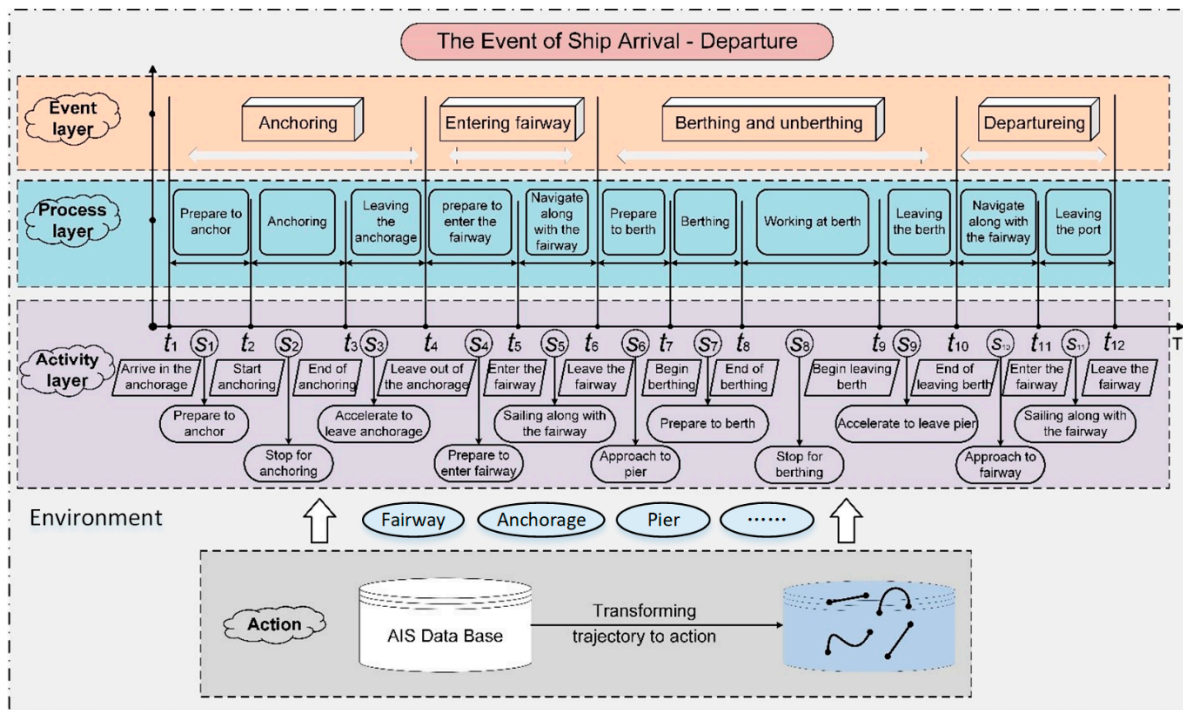 The Event of Ship Arrival - Departure
Event
layer
Anchoring
Entering fairway
Berthing and unberthing
Departureing
Process
layer
Prepare to
anchor
Anchoring
Leaving
the
anchorage
prepare to
enter the
fairway
Navigate
along
with the
fairway
Prepare
to berth
Berthing
Working at berth
Leaving
the berth
Navigate
along with
the fairway
Leaving
the port
t1 S1 t2 S2 t3 S3 t4 S4 t5 S5 t6 S6 t7 S7 t8 S8 t9 S9 t10 S10 t11 S11 t12 T
Activity
layer
Arrive in the
anchorage
Start
anchoring
End of
anchoring
Leave out of
the anchorage
Enter the
fairway
Leave the
fairway
Begin
berthing
End of
berthing
Begin leaving
berth
End of
leaving berth
Enter the
fairway
Leave the
fairway
Prepare to
anchor
Accelerate to
leave anchorage
Sailing along with
the fairway
Prepare to berth
Accelerate to leave pier
Sailing along with
the fairway
Stop for
anchoring
Prepare to
enter fairway
Approach to
pier
Stop for
berthing
Approach to
fairway
Environment
Fairway
Anchorage
Pier
······
Action
AIS Data Base
Transforming
trajectory to action